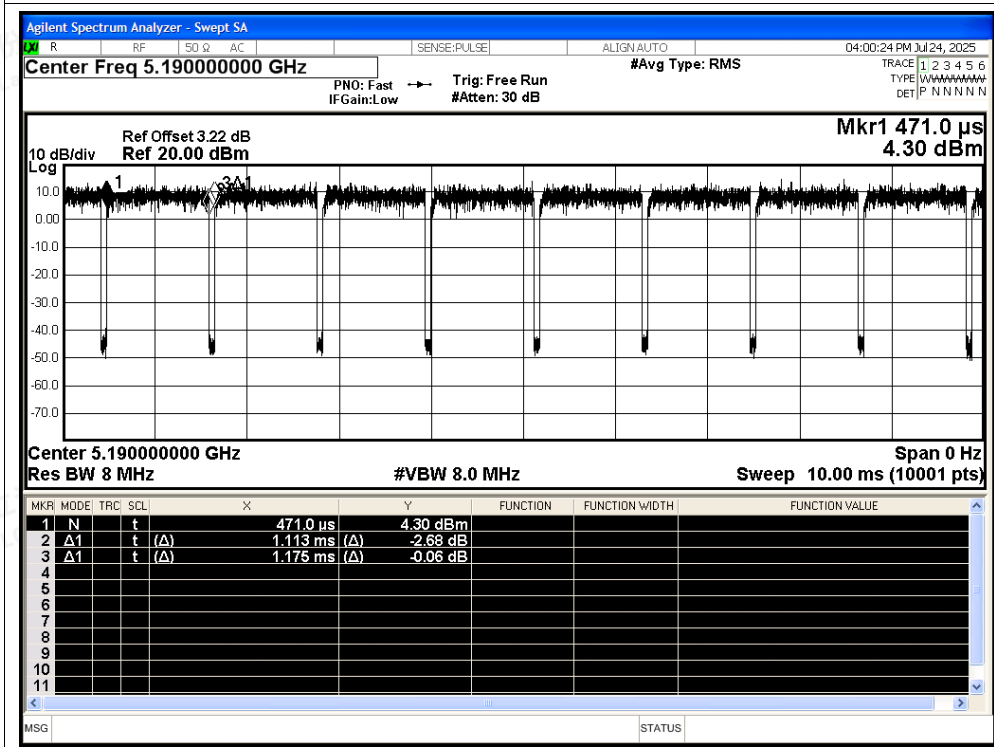 Agilent Spectrum Analyzer - Swept SA
LXI R RF 50 Ω AC SENSE:PULSE ALIGN AUTO 04:00:24 PM Jul 24, 2025
Center Freq 5.190000000 GHz #Avg Type: RMS TRACE 1 2 3 4 5 6
PNO: Fast Trig: Free Run TYPE
IFGain:Low #Atten: 30 dB DET P N N N N N
Mkr1 471.0 µs
4.30 dBm
Ref Offset 3.22 dB
10 dB/div Ref 20.00 dBm
Log
1 3Δ1
10.0
0.00
-10.0
-20.0
-30.0
-40.0
-50.0
-60.0
-70.0
Center 5.190000000 GHz Span 0 Hz
Res BW 8 MHz #VBW 8.0 MHz Sweep 10.00 ms (10001 pts)
MKR MODE TRC SCL X Y FUNCTION FUNCTION WIDTH FUNCTION VALUE
1 N t 471.0 µs 4.30 dBm
2 Δ1 t (Δ) 1.113 ms (Δ) -2.68 dB
3 Δ1 t (Δ) 1.175 ms (Δ) -0.06 dB
4
5
6
7
8
9
10
11
MSG STATUS